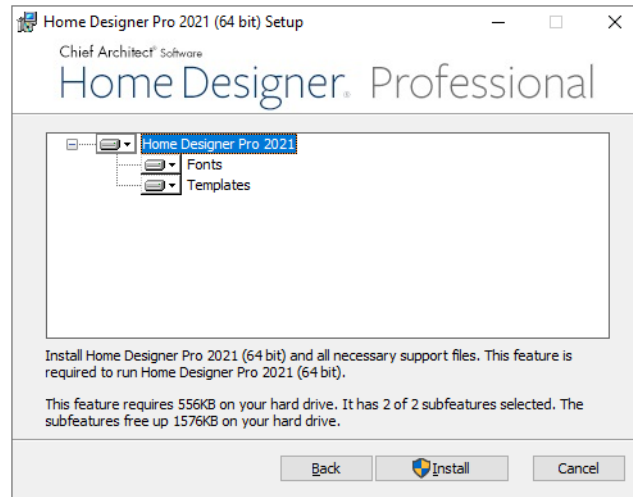 Home Designer Pro 2021 (64 bit) Setup
Chief Architect® Software
Home Designer® Professional
Home Designer Pro 2021
Fonts
Templates
Install Home Designer Pro 2021 (64 bit) and all necessary support files. This feature is
required to run Home Designer Pro 2021 (64 bit).
This feature requires 556KB on your hard drive. It has 2 of 2 subfeatures selected. The
subfeatures free up 1576KB on your hard drive.
Back Install Cancel